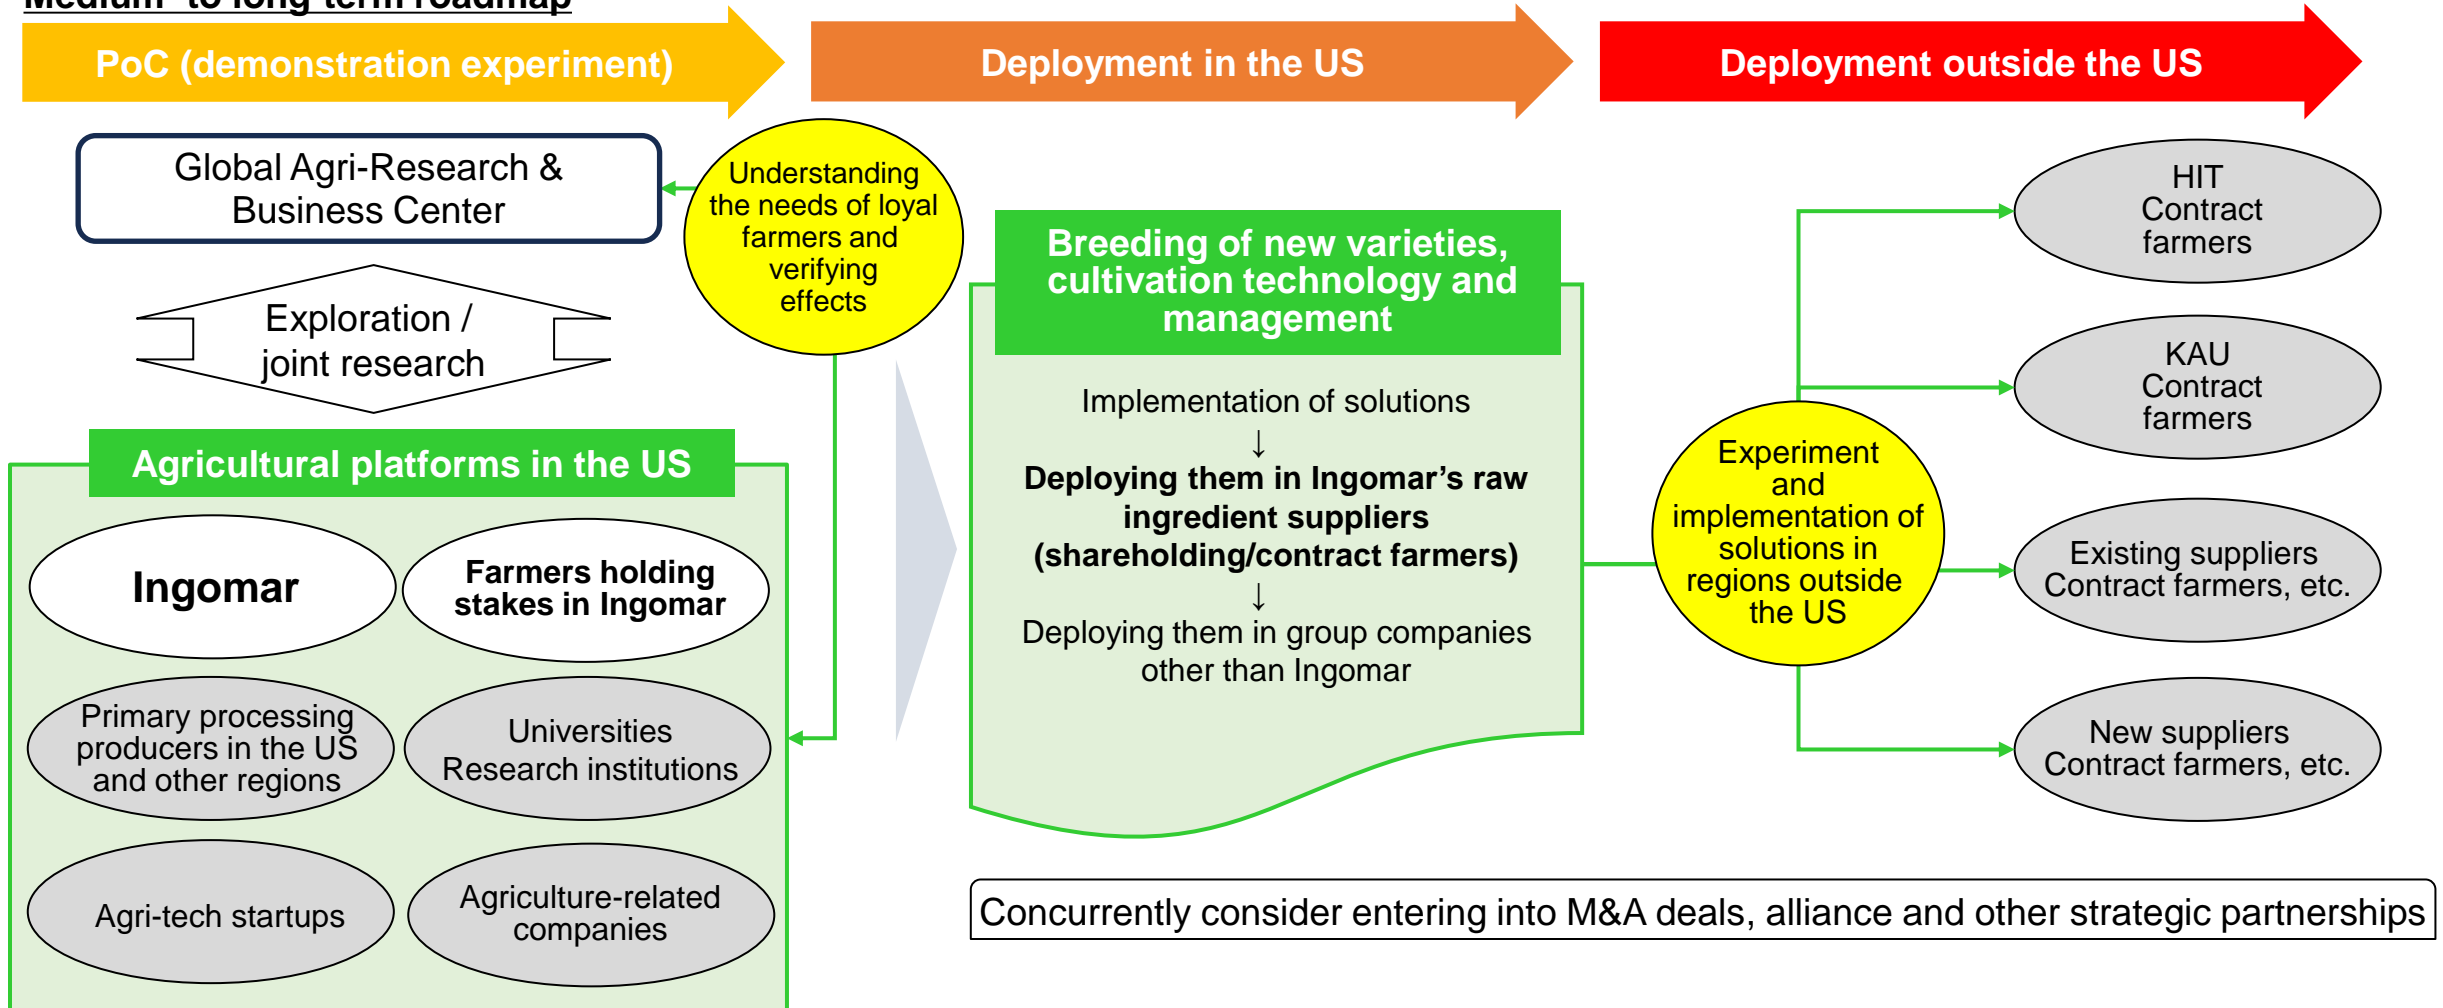 Medium- to long-term roadmap
PoC (demonstration experiment)
Deployment in the US
Deployment outside the US
Global Agri-Research &
Business Center
Understanding
the needs of loyal
farmers and
verifying
effects
Exploration /
joint research
Agricultural platforms in the US
Ingomar
Farmers holding
stakes in Ingomar
Primary processing
producers in the US
and other regions
Universities
Research institutions
Agri-tech startups
Agriculture-related
companies
Breeding of new varieties,
cultivation technology and
management
Implementation of solutions
↓
Deploying them in Ingomar’s raw
ingredient suppliers
(shareholding/contract farmers)
↓
Deploying them in group companies
other than Ingomar
Experiment
and
implementation of
solutions in
regions outside
the US
HIT
Contract
farmers
KAU
Contract
farmers
Existing suppliers
Contract farmers, etc.
New suppliers
Contract farmers, etc.
Concurrently consider entering into M&A deals, alliance and other strategic partnerships